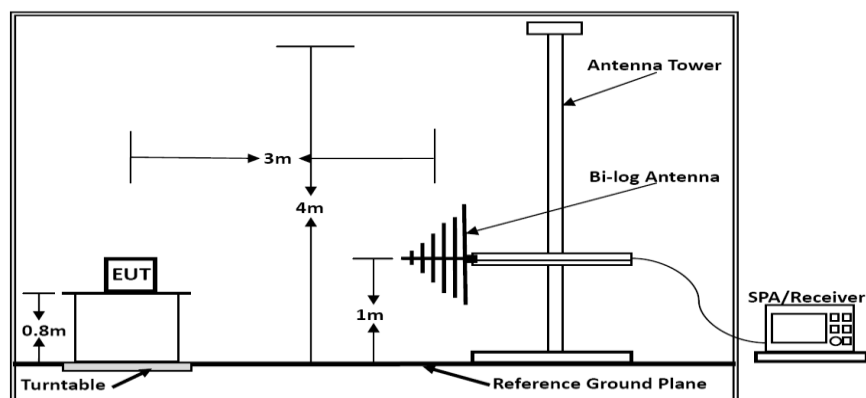 Antenna Tower
3m
Bi-log Antenna
4m
EUT
SPA/Receiver
0.8m
1m
Turntable
Reference Ground Plane